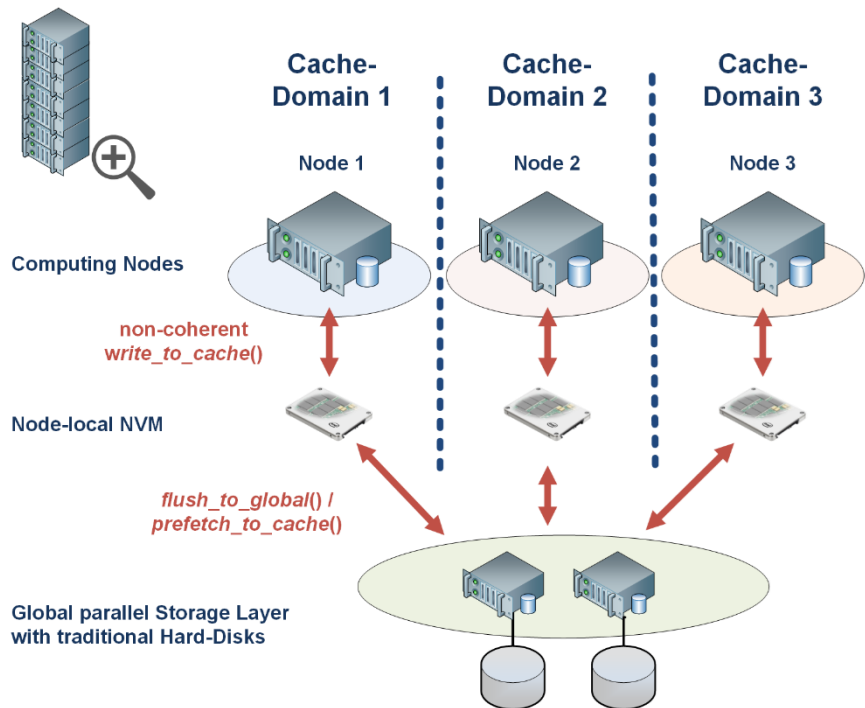 Cache-
Domain 1
Cache-
Domain 2
Cache-
Domain 3
Node 1
Node 2
Node 3
Computing Nodes
non-coherent
write_to_cache()
Node-local NVM
flush_to_global() /
prefetch_to_cache()
Global parallel Storage Layer
with traditional Hard-Disks